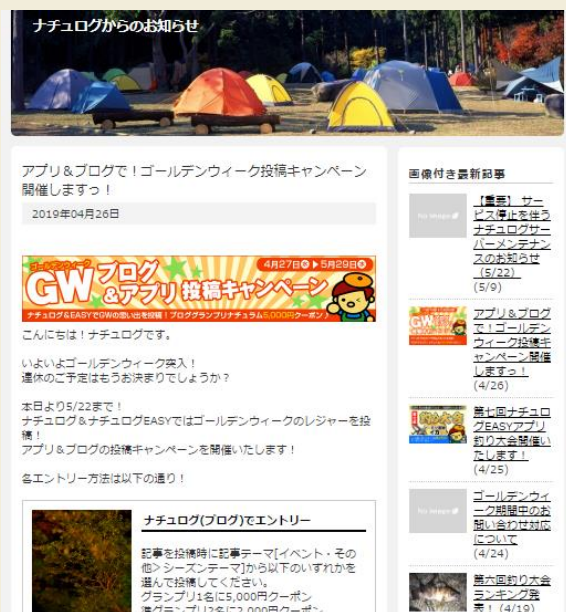 ナチュログからのお知らせ
アプリ＆ブログで！ゴールデンウィーク投稿キャンペーン
開催しますっ！
2019年04月26日
ゴールデンウィーク
GWブログ
&アプリ 投稿キャンペーン
4月27日㊏▶5月29日㊌
ナチュログ＆EASYでGWの思い出を投稿！ブロググランプリナチュラム5,000円クーポン♪
こんにちは！ナチュログです。
いよいよゴールデンウィーク突入！
連休のご予定はもうお決まりでしょうか？
本日より5/22まで！
ナチュログ＆ナチュログEASYではゴールデンウィークのレジャーを投
稿！
アプリ＆ブログの投稿キャンペーンを開催いたします！
各エントリー方法は以下の通り！
ナチュログ(ブログ)でエントリー
記事を投稿時に記事テーマ[イベント・その
他＞シーズンテーマ]から以下のいずれかを
選んで投稿してください。
グランプリ1名に5,000円クーポン
準グランプリ2名に2,000円クーポン
画像付き最新記事
no image
【重要】 サー
ビス停止を伴う
ナチュログサー
バーメンテナン
スのお知らせ
（5/22）
(5/9)
アプリ＆ブログ
で！ゴールデン
ウィーク投稿キ
ャンペーン開催
しますっ！
(4/26)
第七回ナチュロ
グEASYアプリ
釣り大会開催い
たします！
(4/25)
no image
ゴールデンウィ
ーク期間中のお
問い合わせ対応
について
(4/24)
第六回釣り大会
ランキング発
表！(4/19)